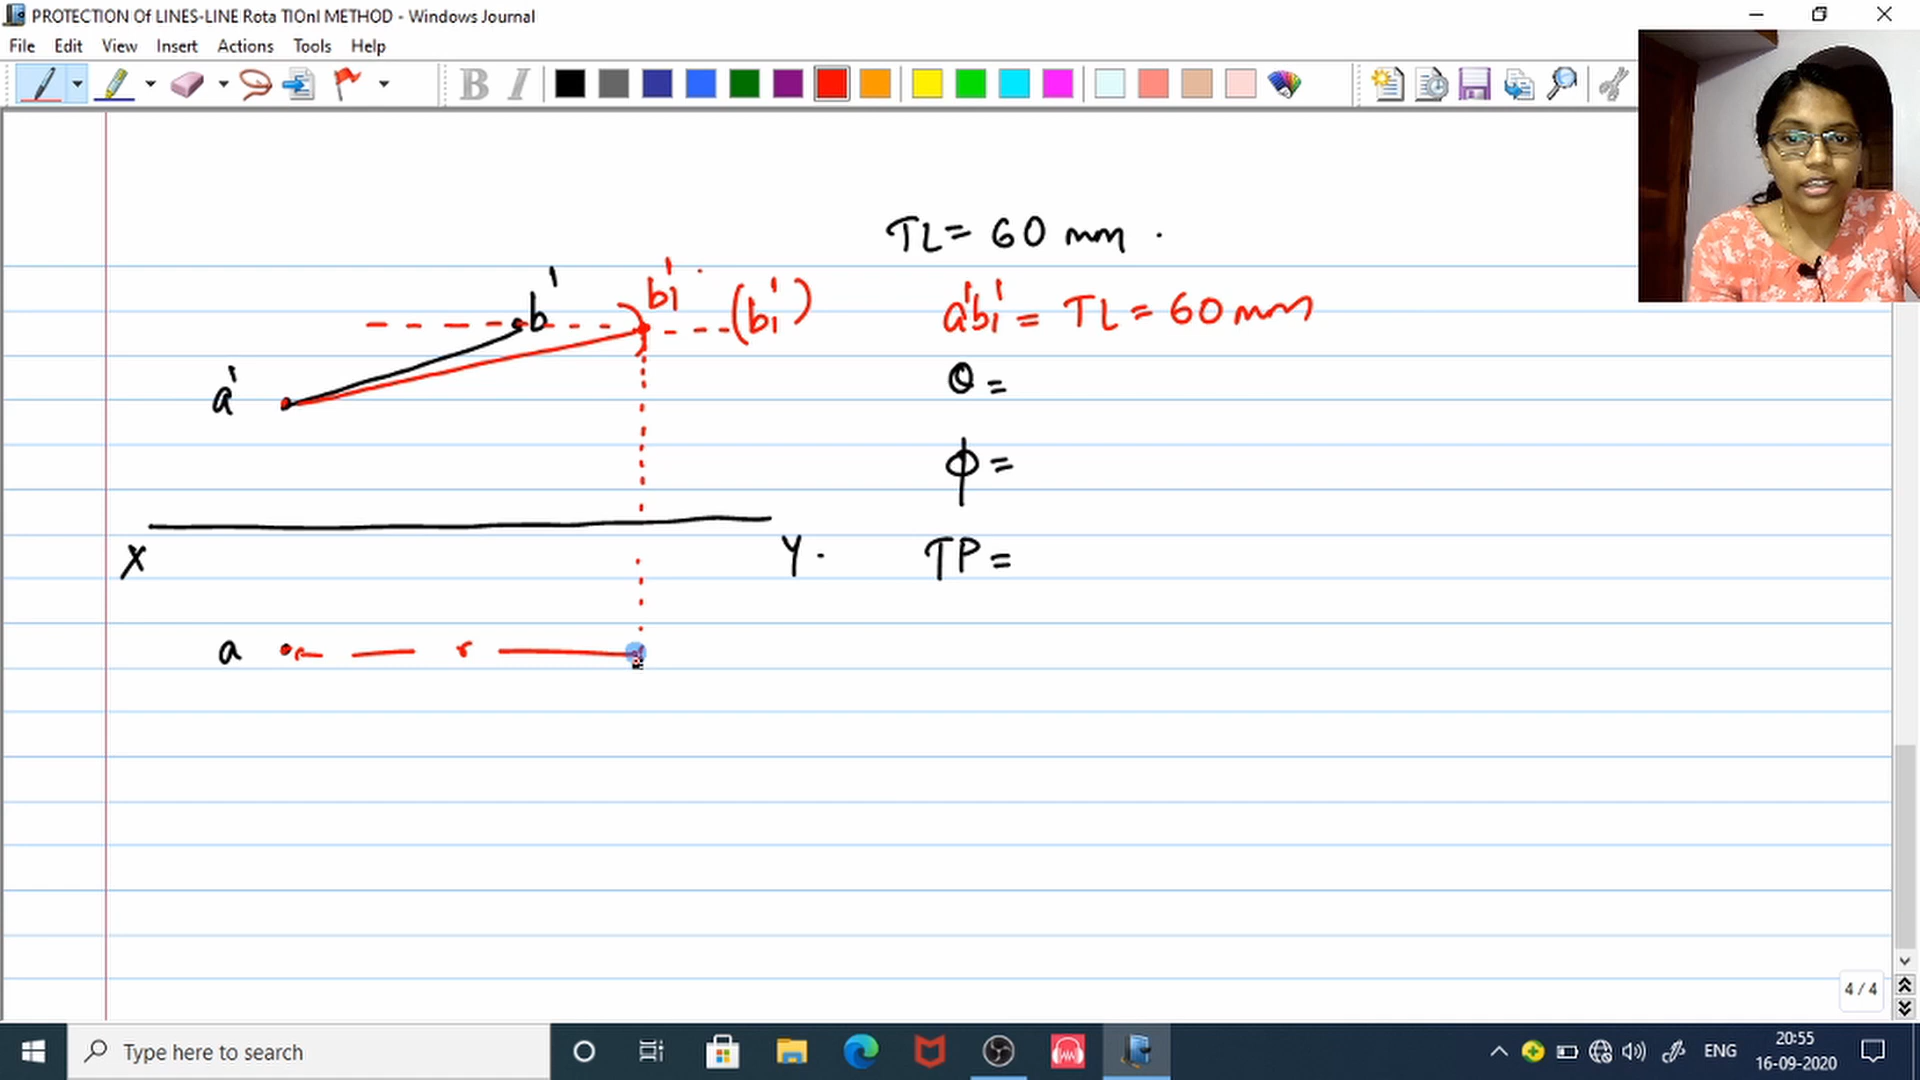 PROTECTION Of LINES-LINE Rota TIOnl METHOD - Windows Journal
File Edit View Insert Actions Tools Help
B I
TL = 60 mm .
b' b1' (b1') a'b1' = TL = 60 mm
a' θ =
ϕ =
X Y . TP =
a r
4 / 4
Type here to search
ENG
20:55
16-09-2020